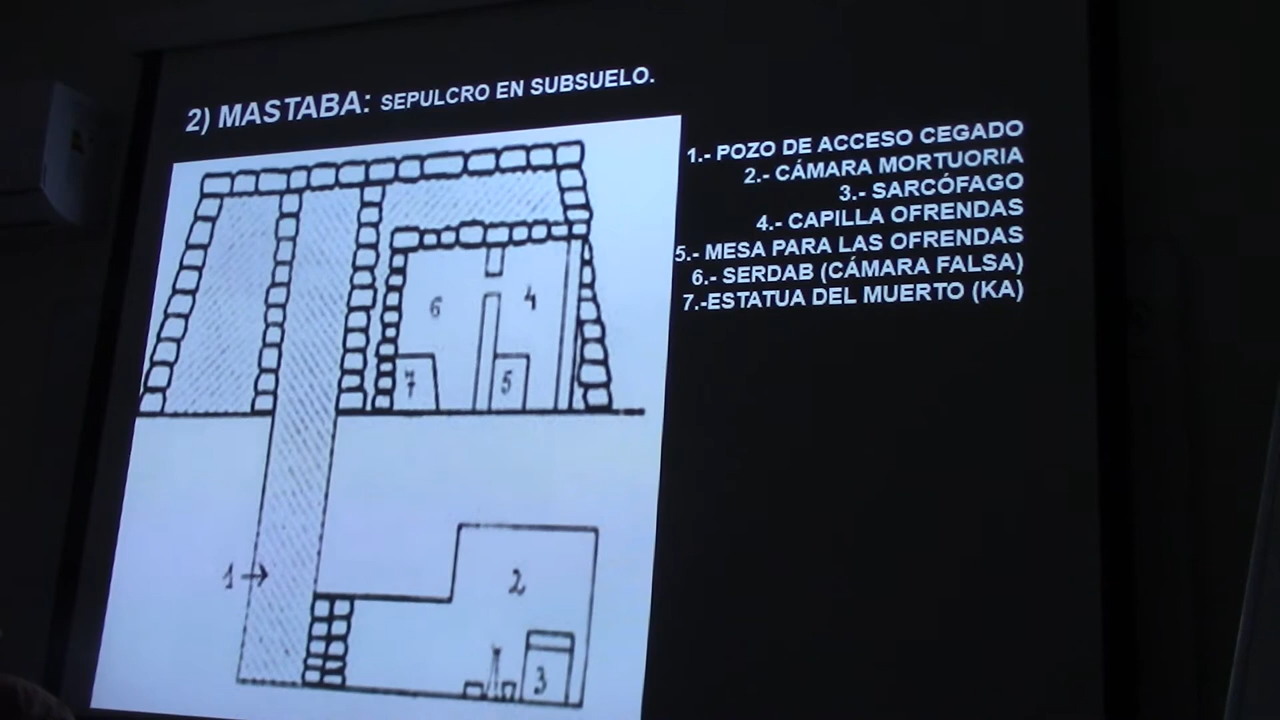 2) MASTABA: SEPULCRO EN SUBSUELO.
1.- POZO DE ACCESO CEGADO
2.- CÁMARA MORTUORIA
3.- SARCÓFAGO
4.- CAPILLA OFRENDAS
5.- MESA PARA LAS OFRENDAS
6.- SERDAB (CÁMARA FALSA)
7.-ESTATUA DEL MUERTO (KA)
6
4
7
5
1
2
3